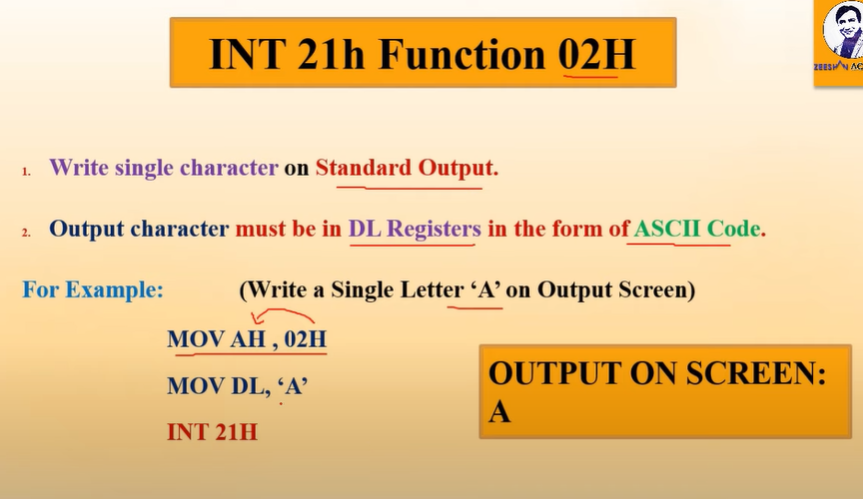 INT 21h Function 02H
ZEESHAN AC
1. Write single character on Standard Output.
2. Output character must be in DL Registers in the form of ASCII Code.
For Example: (Write a Single Letter ‘A’ on Output Screen)
MOV AH , 02H
MOV DL, ‘A’
INT 21H
OUTPUT ON SCREEN:
A